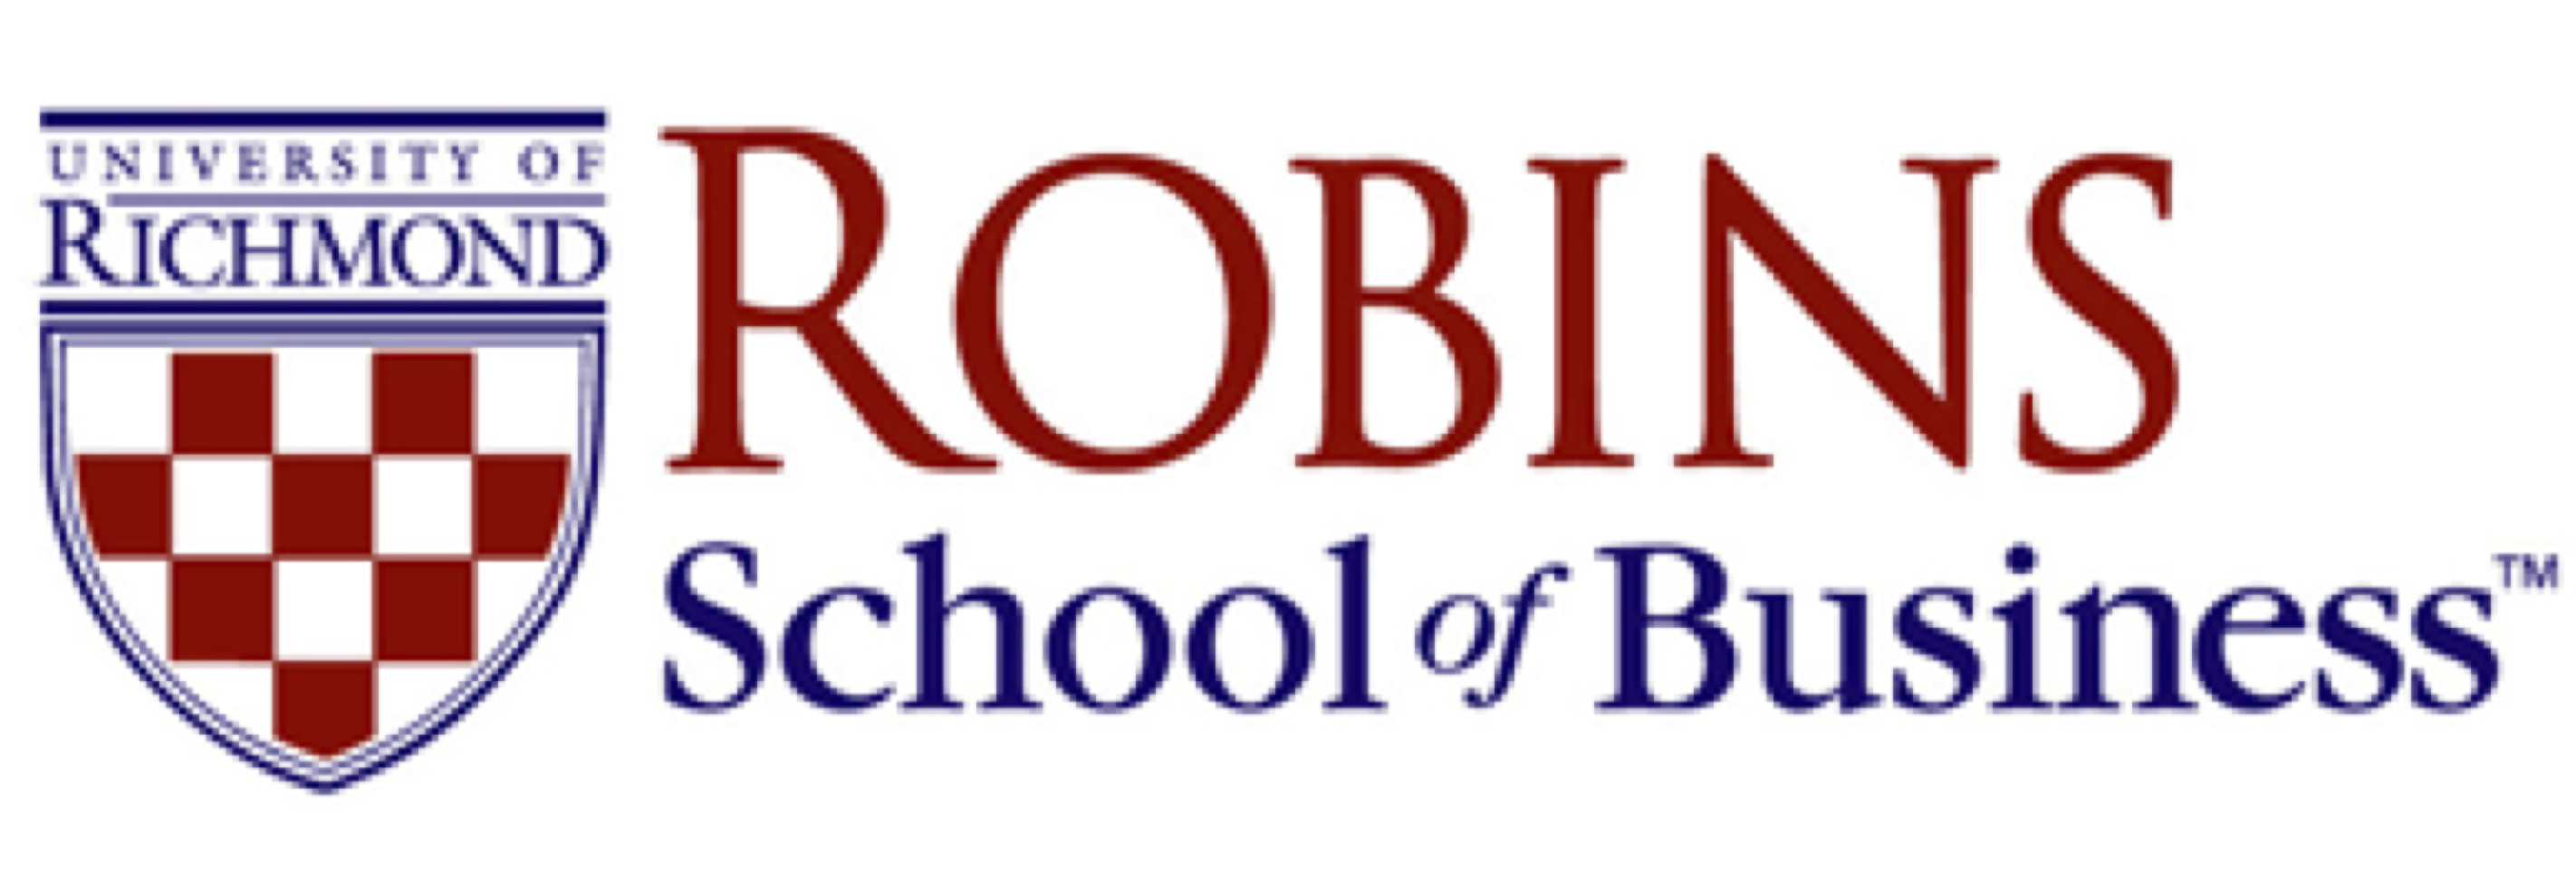 UNIVERSITY OF
RICHMOND
ROBINS
School of Business™